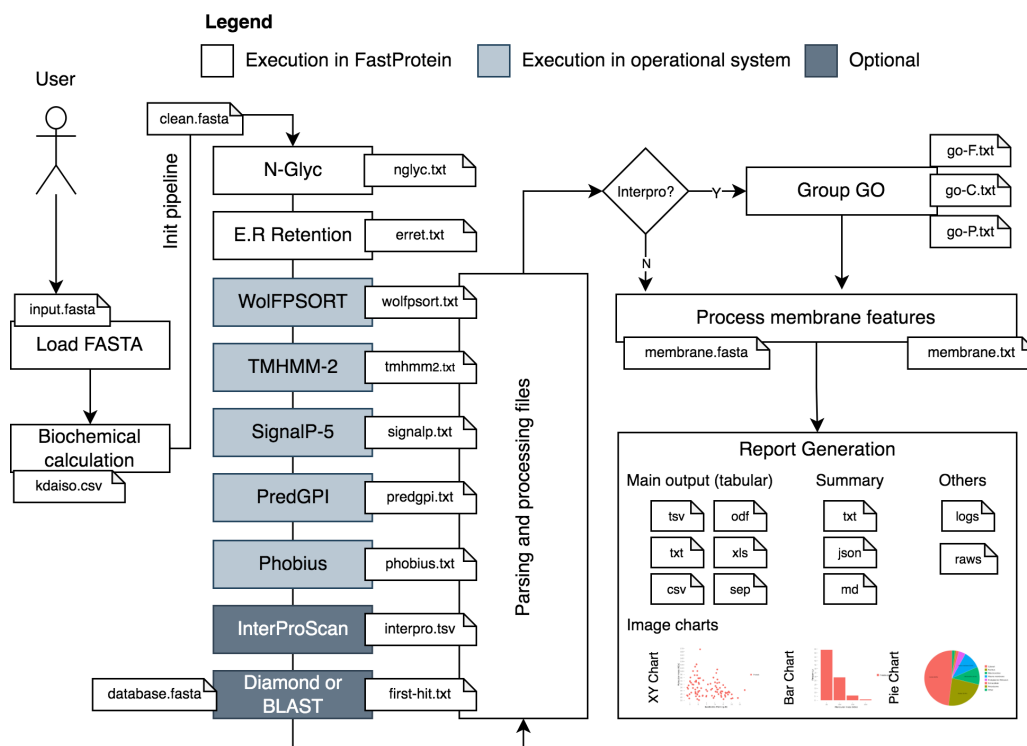 Legend
Execution in FastProtein
Execution in operational system
Optional
User
input.fasta
Load FASTA
Biochemical
calculation
kdaiso.csv
Init pipeline
clean.fasta
N-Glyc
nglyc.txt
E.R Retention
erret.txt
WolFPSORT
wolfpsort.txt
TMHMM-2
tmhmm2.txt
SignalP-5
signalp.txt
PredGPI
predgpi.txt
Phobius
phobius.txt
InterProScan
interpro.tsv
database.fasta
Diamond or
BLAST
first-hit.txt
Parsing and processing files
Interpro?
Y
N
Group GO
go-F.txt
go-C.txt
go-P.txt
Process membrane features
membrane.fasta
membrane.txt
Report Generation
Main output (tabular)
Summary
Others
tsv
odf
txt
logs
txt
xls
json
raws
csv
sep
md
Image charts
XY Chart
Bar Chart
Pie Chart